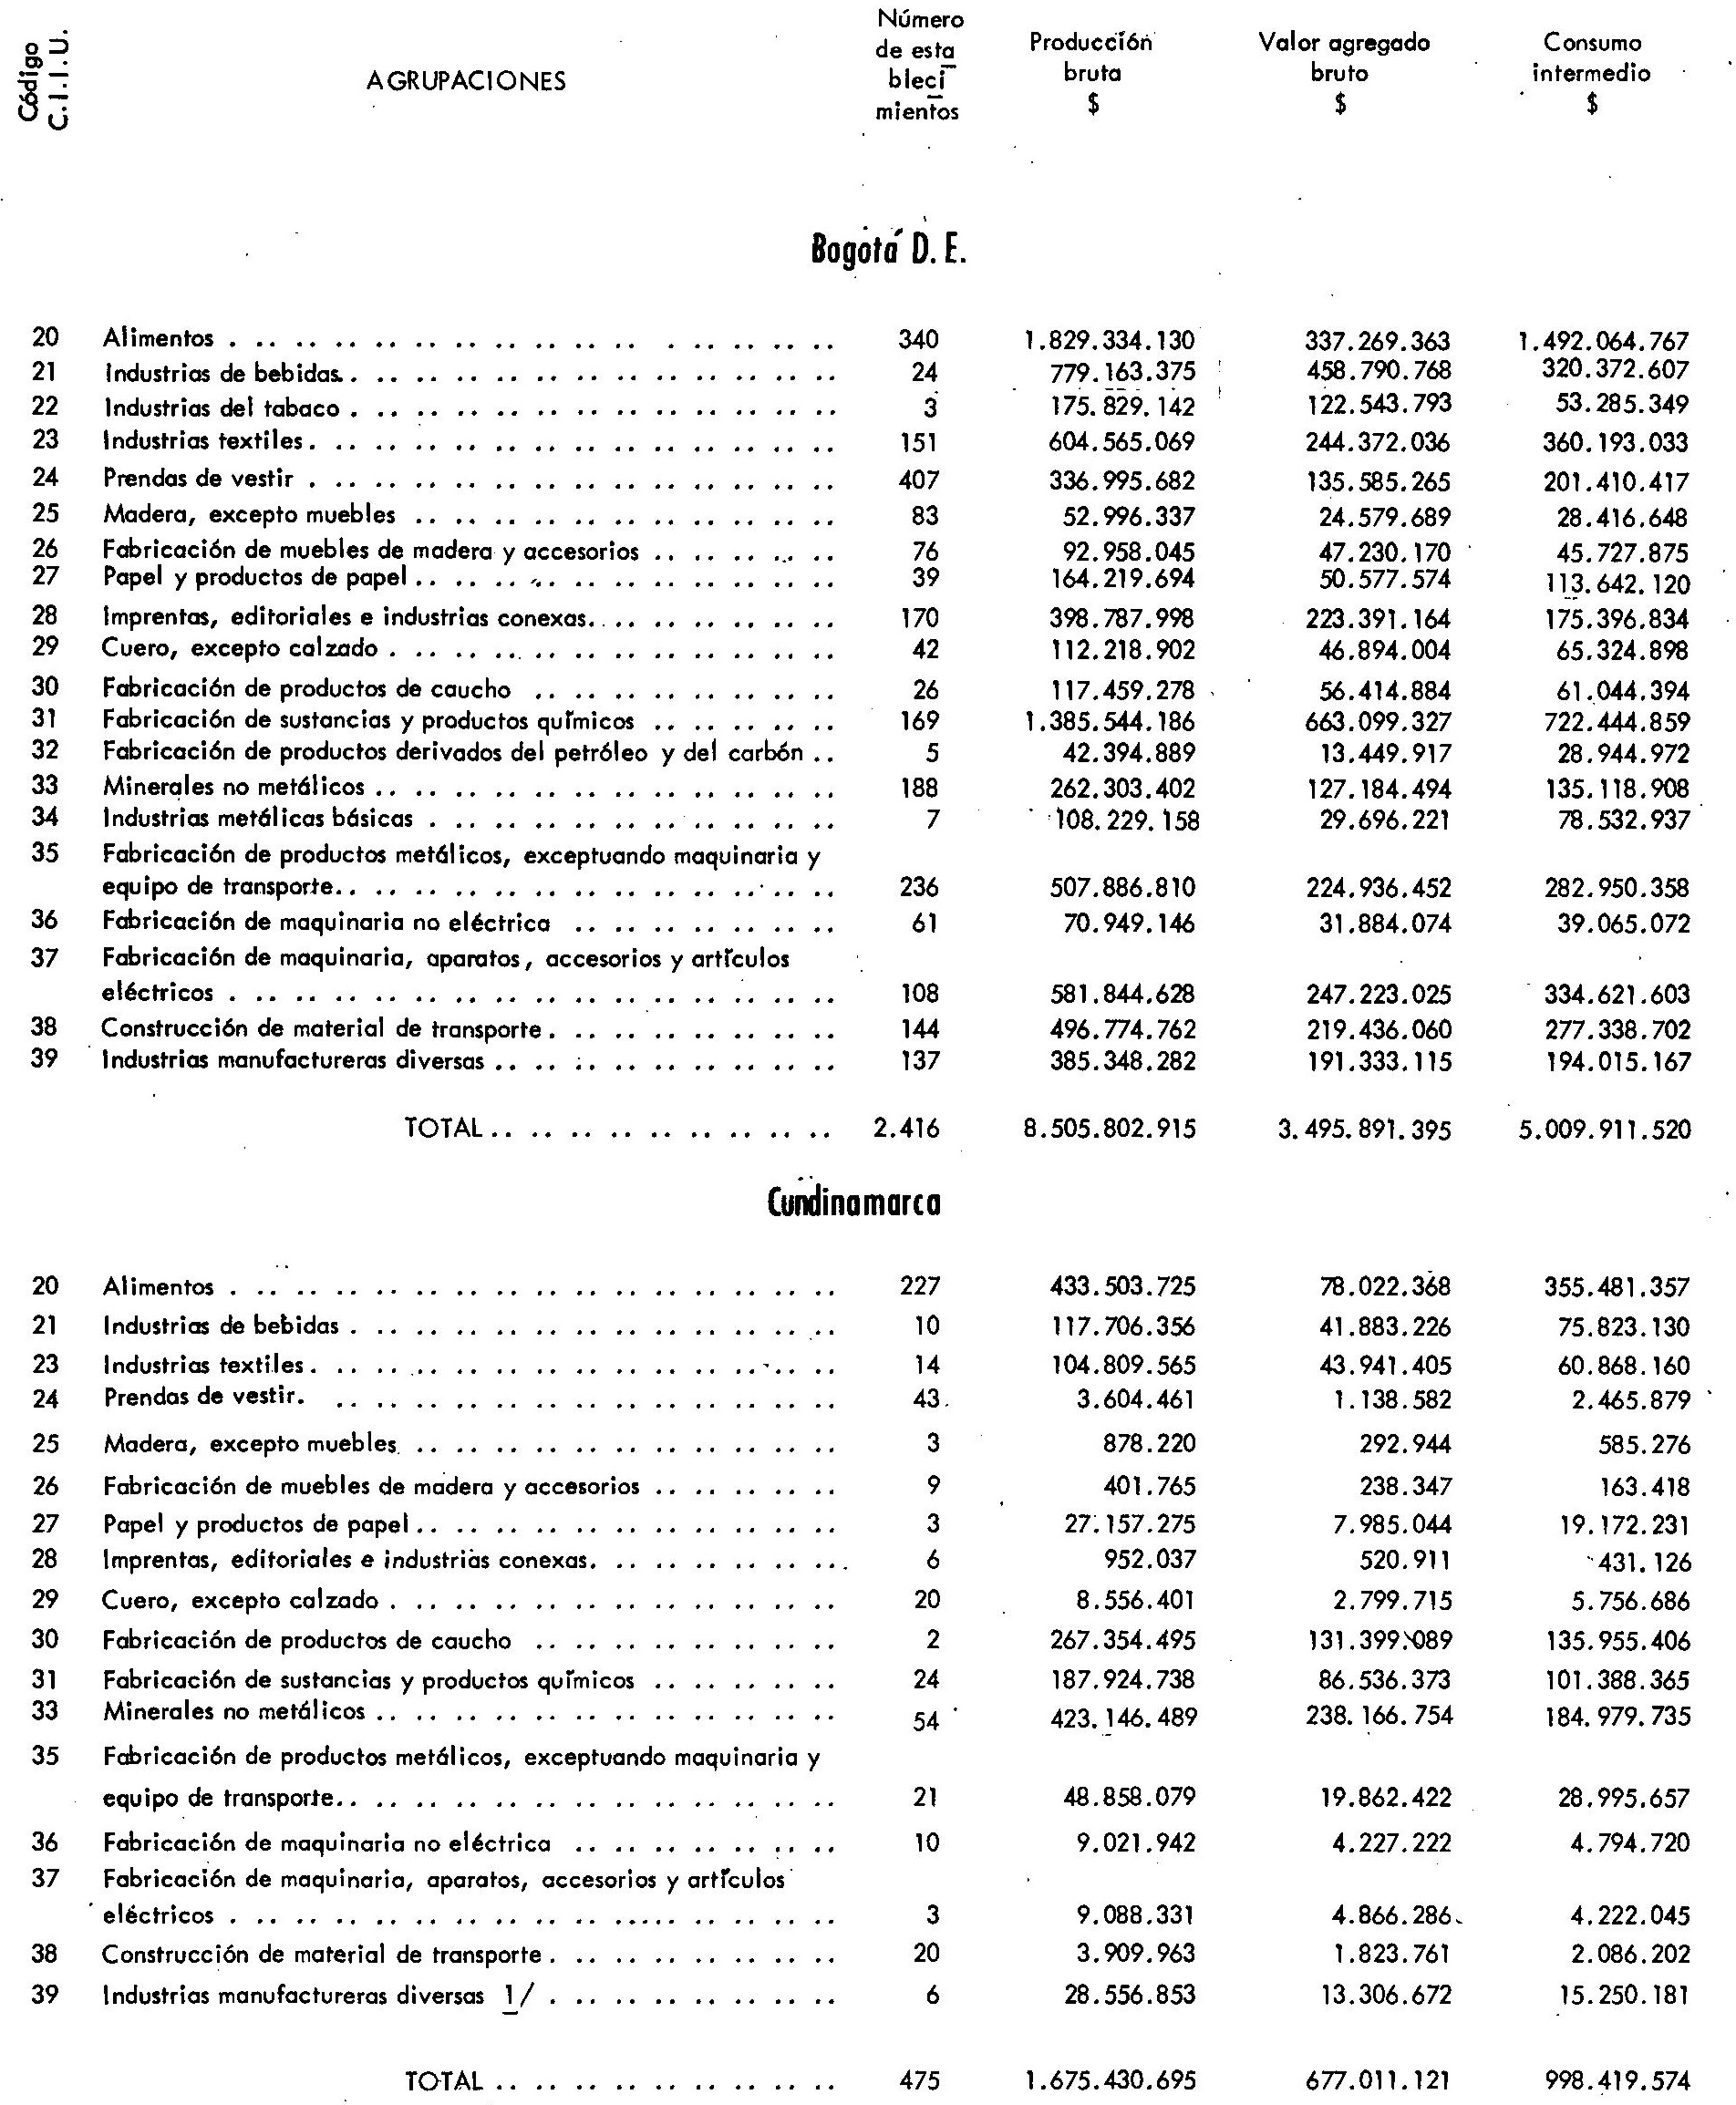 Código C.I.I.U. AGRUPACIONES Número de esta bleci mientos Producción bruta $ Valor agregado bruto $ Consumo intermedio $
Bogotá D. E.
20 Alimentos 340 1.829.334.130 337.269.363 1.492.064.767
21 Industrias de bebidas 24 779.163.375 458.790.768 320.372.607
22 Industrias del tabaco 3 175.829.142 122.543.793 53.285.349
23 Industrias textiles 151 604.565.069 244.372.036 360.193.033
24 Prendas de vestir 407 336.995.682 135.585.265 201.410.417
25 Madera, excepto muebles 83 52.996.337 24.579.689 28.416.648
26 Fabricación de muebles de madera y accesorios 76 92.958.045 47.230.170 45.727.875
27 Papel y productos de papel 39 164.219.694 50.577.574 113.642.120
28 Imprentas, editoriales e industrias conexas 170 398.787.998 223.391.164 175.396.834
29 Cuero, excepto calzado 42 112.218.902 46.894.004 65.324.898
30 Fabricación de productos de caucho 26 117.459.278 56.414.884 61.044.394
31 Fabricación de sustancias y productos químicos 169 1.385.544.186 663.099.327 722.444.859
32 Fabricación de productos derivados del petróleo y del carbón 5 42.394.889 13.449.917 28.944.972
33 Minerales no metálicos 188 262.303.402 127.184.494 135.118.908
34 Industrias metálicas básicas 7 108.229.158 29.696.221 78.532.937
35 Fabricación de productos metálicos, exceptuando maquinaria y
equipo de transporte 236 507.886.810 224.936.452 282.950.358
36 Fabricación de maquinaria no eléctrica 61 70.949.146 31.884.074 39.065.072
37 Fabricación de maquinaria, aparatos, accesorios y artículos
eléctricos 108 581.844.628 247.223.025 334.621.603
38 Construcción de material de transporte 144 496.774.762 219.436.060 277.338.702
39 Industrias manufactureras diversas 137 385.348.282 191.333.115 194.015.167
TOTAL 2.416 8.505.802.915 3.495.891.395 5.009.911.520
Cundinamarca
20 Alimentos 227 433.503.725 78.022.368 355.481.357
21 Industrias de bebidas 10 117.706.356 41.883.226 75.823.130
23 Industrias textiles 14 104.809.565 43.941.405 60.868.160
24 Prendas de vestir 43 3.604.461 1.138.582 2.465.879
25 Madera, excepto muebles 3 878.220 292.944 585.276
26 Fabricación de muebles de madera y accesorios 9 401.765 238.347 163.418
27 Papel y productos de papel 3 27.157.275 7.985.044 19.172.231
28 Imprentas, editoriales e industrias conexas 6 952.037 520.911 431.126
29 Cuero, excepto calzado 20 8.556.401 2.799.715 5.756.686
30 Fabricación de productos de caucho 2 267.354.495 131.399.089 135.955.406
31 Fabricación de sustancias y productos químicos 24 187.924.738 86.536.373 101.388.365
33 Minerales no metálicos 54 423.146.489 238.166.754 184.979.735
35 Fabricación de productos metálicos, exceptuando maquinaria y
equipo de transporte 21 48.858.079 19.862.422 28.995.657
36 Fabricación de maquinaria no eléctrica 10 9.021.942 4.227.222 4.794.720
37 Fabricación de maquinaria, aparatos, accesorios y artículos
eléctricos 3 9.088.331 4.866.286 4.222.045
38 Construcción de material de transporte 20 3.909.963 1.823.761 2.086.202
39 Industrias manufactureras diversas 1/ 6 28.556.853 13.306.672 15.250.181
TOTAL 475 1.675.430.695 677.011.121 998.419.574